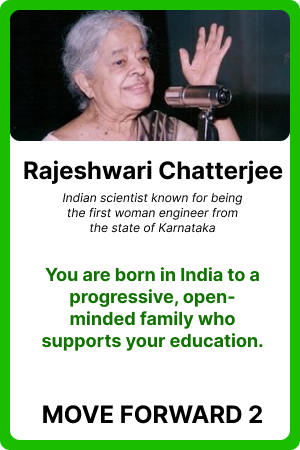 Rajeshwari Chatterjee
Indian scientist known for being
the first woman engineer from
the state of Karnataka
You are born in India to a
progressive, open-
minded family who
supports your education.
MOVE FORWARD 2